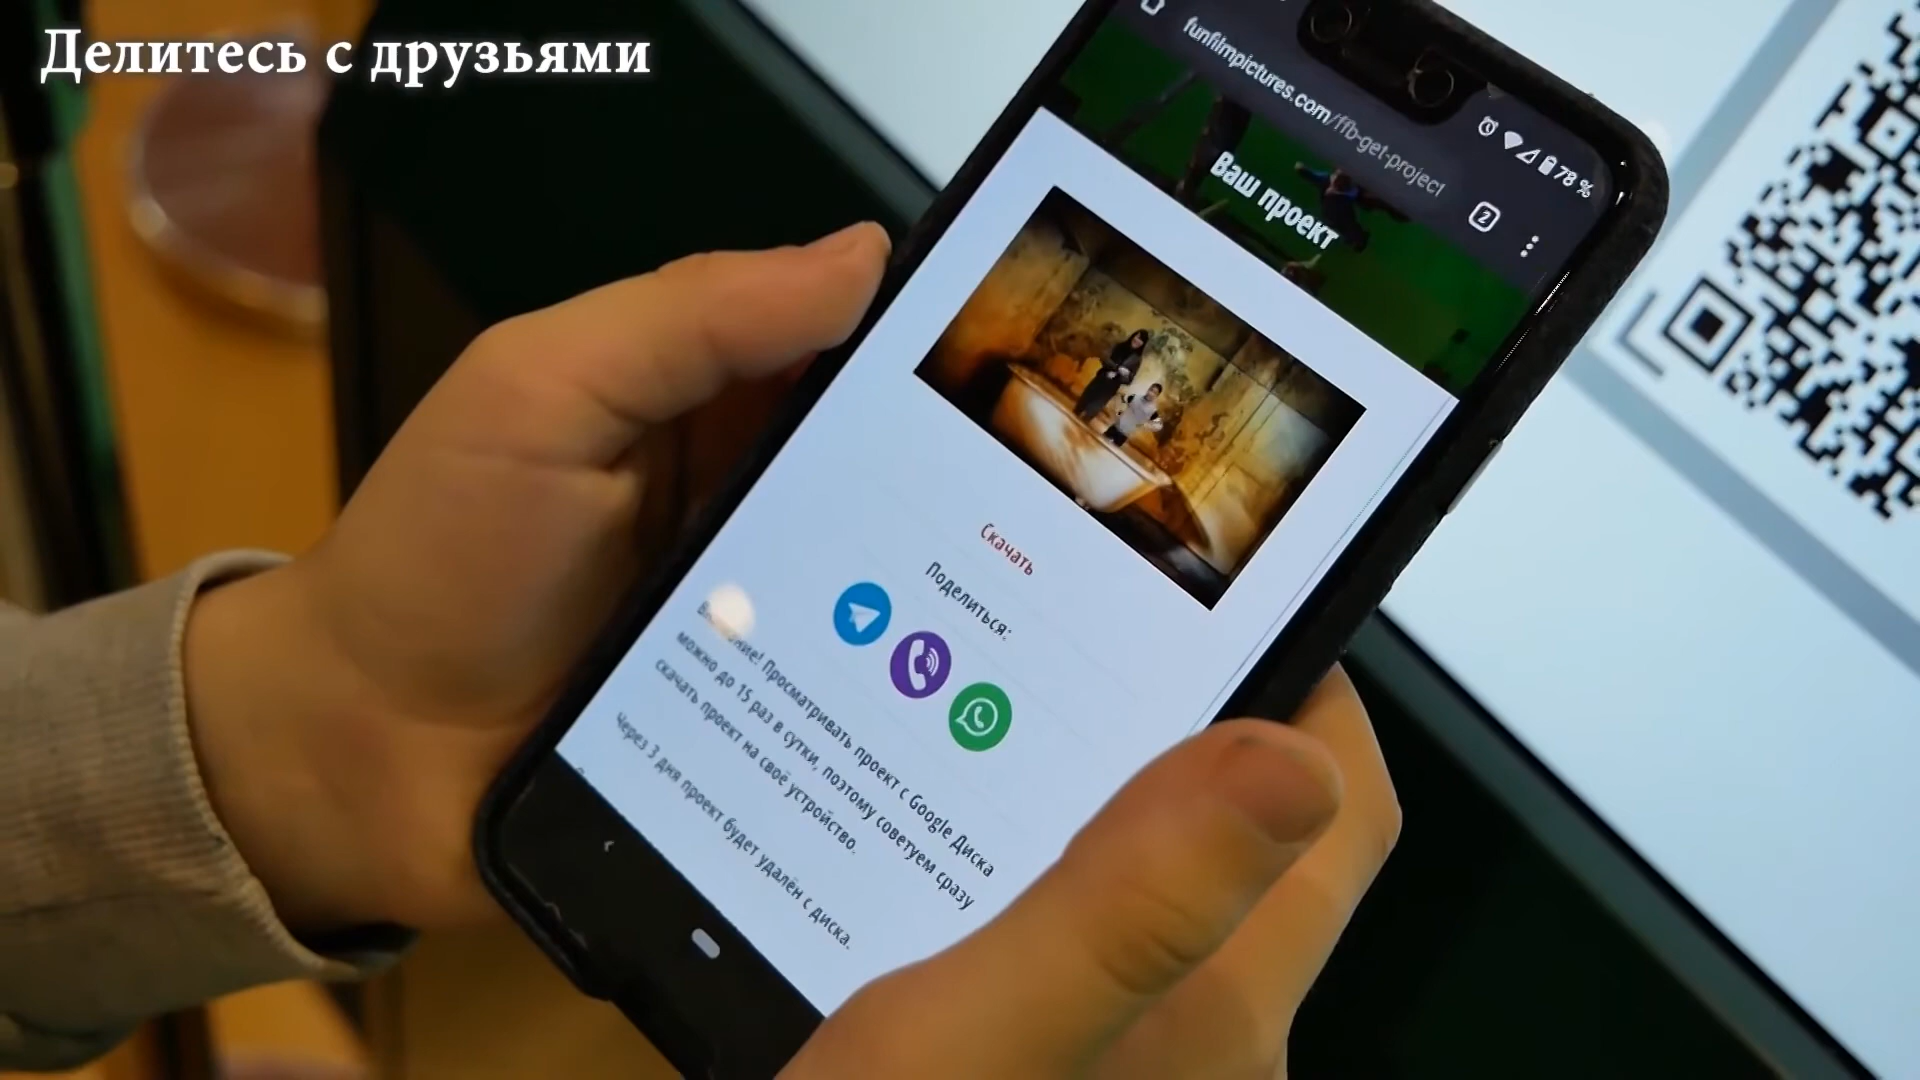 Делитесь с друзьями
funfilmpictures.com/ffb-get-project
78 %
2
Ваш проект
Скачать
Поделиться:
Внимание! Просматривать проект с Google Диска
можно до 15 раз в сутки, поэтому советуем сразу
скачать проект на своё устройство.
Через 3 дня проект будет удалён с диска.